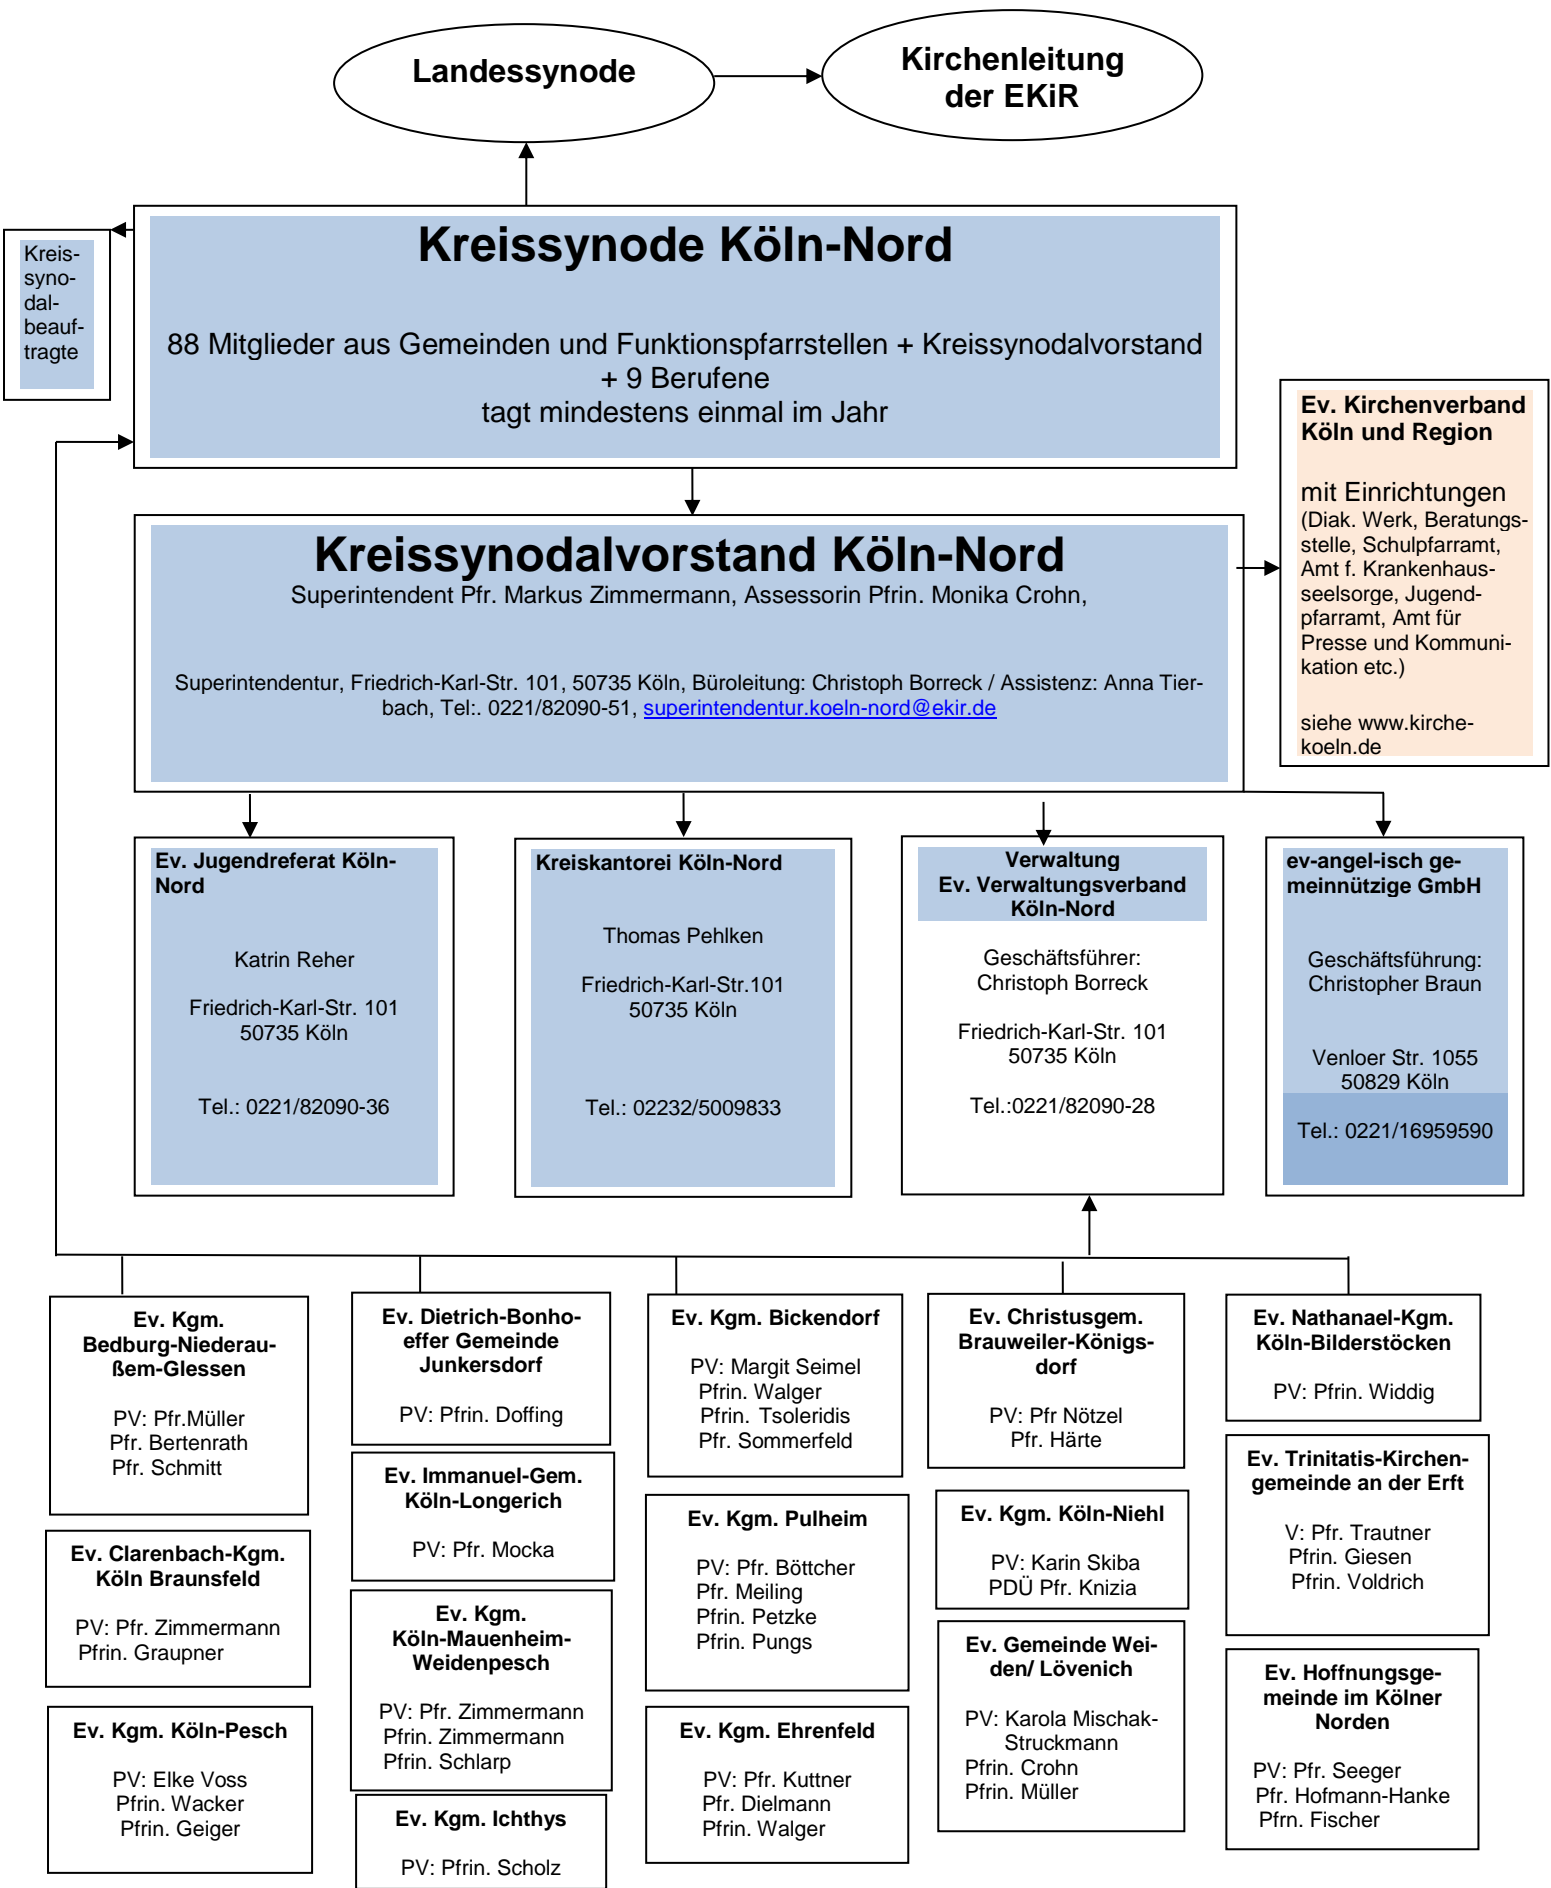 Landessynode
Kirchenleitung
der EKiR
Kreis-
syno-
dal-
beauf-
tragte
Kreissynode Köln-Nord
88 Mitglieder aus Gemeinden und Funktionspfarrstellen + Kreissynodalvorstand
+ 9 Berufene
tagt mindestens einmal im Jahr
Ev. Kirchenverband
Köln und Region
mit Einrichtungen
(Diak. Werk, Beratungs-
stelle, Schulpfarramt,
Amt f. Krankenhaus-
seelsorge, Jugend-
pfarramt, Amt für
Presse und Kommuni-
kation etc.)
siehe www.kirche-
koeln.de
Kreissynodalvorstand Köln-Nord
Superintendent Pfr. Markus Zimmermann, Assessorin Pfrin. Monika Crohn,
Superintendentur, Friedrich-Karl-Str. 101, 50735 Köln, Büroleitung: Christoph Borreck / Assistenz: Anna Tier-
bach, Tel:. 0221/82090-51, superintendentur.koeln-nord@ekir.de
Ev. Jugendreferat Köln-
Nord
Katrin Reher
Friedrich-Karl-Str. 101
50735 Köln
Tel.: 0221/82090-36
Kreiskantorei Köln-Nord
Thomas Pehlken
Friedrich-Karl-Str.101
50735 Köln
Tel.: 02232/5009833
Verwaltung
Ev. Verwaltungsverband
Köln-Nord
Geschäftsführer:
Christoph Borreck
Friedrich-Karl-Str. 101
50735 Köln
Tel.:0221/82090-28
ev-angel-isch ge-
meinnützige GmbH
Geschäftsführung:
Christopher Braun
Venloer Str. 1055
50829 Köln
Tel.: 0221/16959590
Ev. Kgm.
Bedburg-Niederau-
ßem-Glessen
PV: Pfr.Müller
Pfr. Bertenrath
Pfr. Schmitt
Ev. Clarenbach-Kgm.
Köln Braunsfeld
PV: Pfr. Zimmermann
Pfrin. Graupner
Ev. Kgm. Köln-Pesch
PV: Elke Voss
Pfrin. Wacker
Pfrin. Geiger
Ev. Dietrich-Bonho-
effer Gemeinde
Junkersdorf
PV: Pfrin. Doffing
Ev. Immanuel-Gem.
Köln-Longerich
PV: Pfr. Mocka
Ev. Kgm.
Köln-Mauenheim-
Weidenpesch
PV: Pfr. Zimmermann
Pfrin. Zimmermann
Pfrin. Schlarp
Ev. Kgm. Ichthys
PV: Pfrin. Scholz
Ev. Kgm. Bickendorf
PV: Margit Seimel
Pfrin. Walger
Pfrin. Tsoleridis
Pfr. Sommerfeld
Ev. Kgm. Pulheim
PV: Pfr. Böttcher
Pfr. Meiling
Pfrin. Petzke
Pfrin. Pungs
Ev. Kgm. Ehrenfeld
PV: Pfr. Kuttner
Pfr. Dielmann
Pfrin. Walger
Ev. Christusgem.
Brauweiler-Königs-
dorf
PV: Pfr Nötzel
Pfr. Härte
Ev. Kgm. Köln-Niehl
PV: Karin Skiba
PDÜ Pfr. Knizia
Ev. Gemeinde Wei-
den/ Lövenich
PV: Karola Mischak-
Struckmann
Pfrin. Crohn
Pfrin. Müller
Ev. Nathanael-Kgm.
Köln-Bilderstöcken
PV: Pfrin. Widdig
Ev. Trinitatis-Kirchen-
gemeinde an der Erft
V: Pfr. Trautner
Pfrin. Giesen
Pfrin. Voldrich
Ev. Hoffnungsge-
meinde im Kölner
Norden
PV: Pfr. Seeger
Pfr. Hofmann-Hanke
Pfrn. Fischer